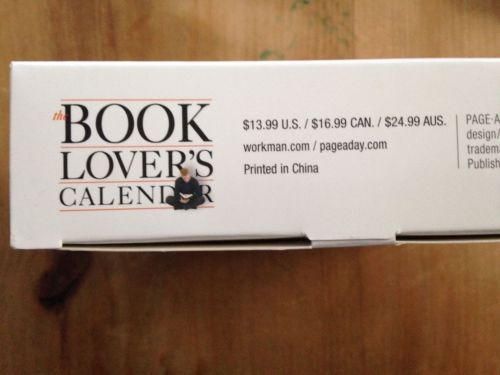 the
BOOK
LOVER'S
CALENDAR
$13.99 U.S. / $16.99 CAN. / $24.99 AUS.
workman.com / pageaday.com
Printed in China
PAGE-A
design/
tradema
Publish